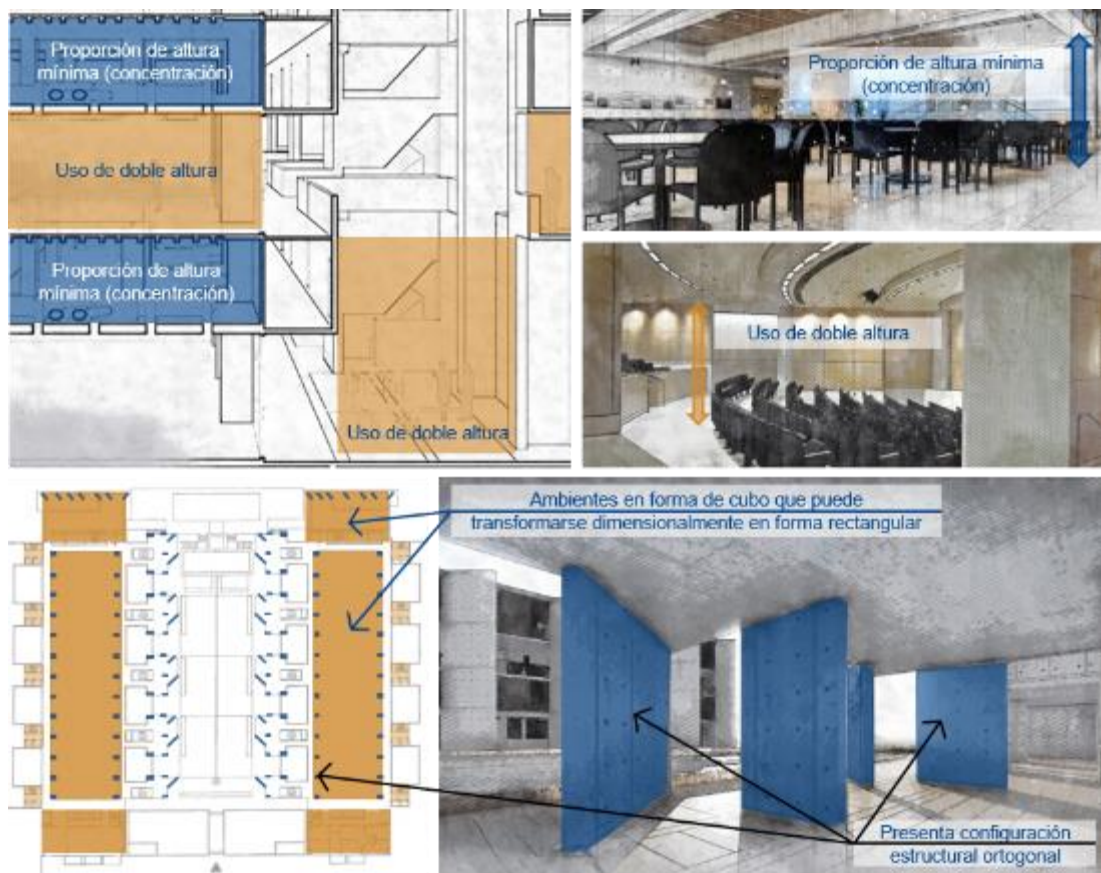 Proporción de altura
mínima (concentración)
Uso de doble altura
Proporción de altura
mínima (concentración)
Uso de doble altura
Proporción de altura mínima
(concentración)
Uso de doble altura
Ambientes en forma de cubo que puede
transformarse dimensionalmente en forma rectangular
Presenta configuración
estructural ortogonal